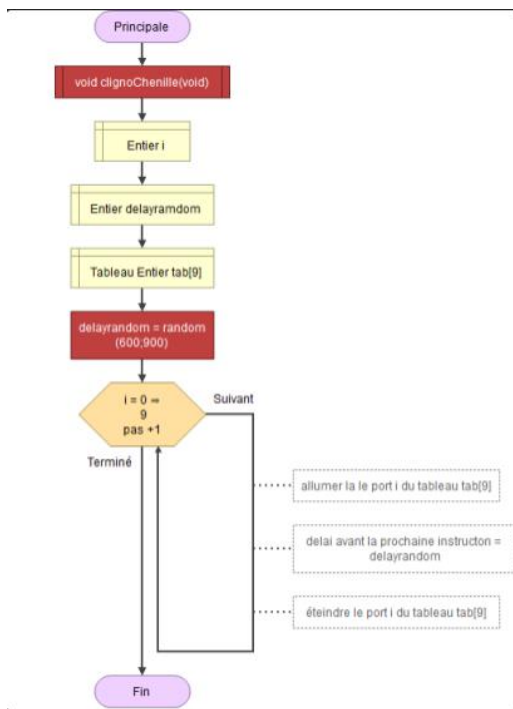 Principale
void clignoChenille(void)
Entier i
Entier delayramdom
Tableau Entier tab[9]
delayrandom = random
(600;900)
i = 0 ⇒
9
pas +1
Suivant
Terminé
allumer la le port i du tableau tab[9]
delai avant la prochaine instructon =
delayrandom
éteindre le port i du tableau tab[9]
Fin